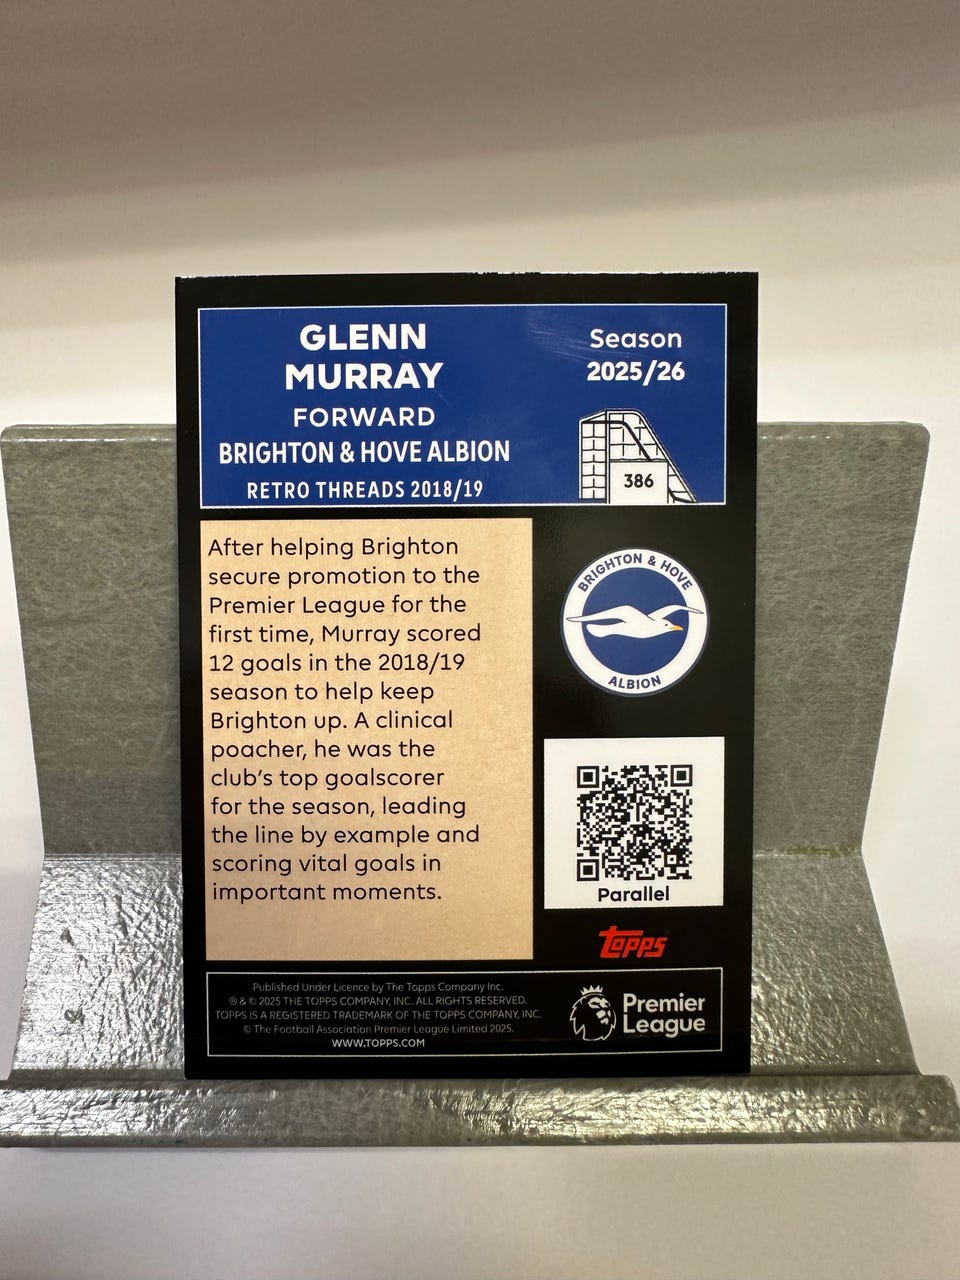 GLENN
MURRAY
FORWARD
BRIGHTON & HOVE ALBION
RETRO THREADS 2018/19
Season
2025/26
386
After helping Brighton
secure promotion to the
Premier League for the
first time, Murray scored
12 goals in the 2018/19
season to help keep
Brighton up. A clinical
poacher, he was the
club's top goalscorer
for the season, leading
the line by example and
scoring vital goals in
important moments.
BRIGHTON & HOVE
ALBION
Parallel
Topps
Published Under Licence by The Topps Company Inc.
® & © 2025 THE TOPPS COMPANY, INC. ALL RIGHTS RESERVED.
TOPPS IS A REGISTERED TRADEMARK OF THE TOPPS COMPANY, INC.
© The Football Association Premier League Limited 2025.
WWW.TOPPS.COM
Premier
League